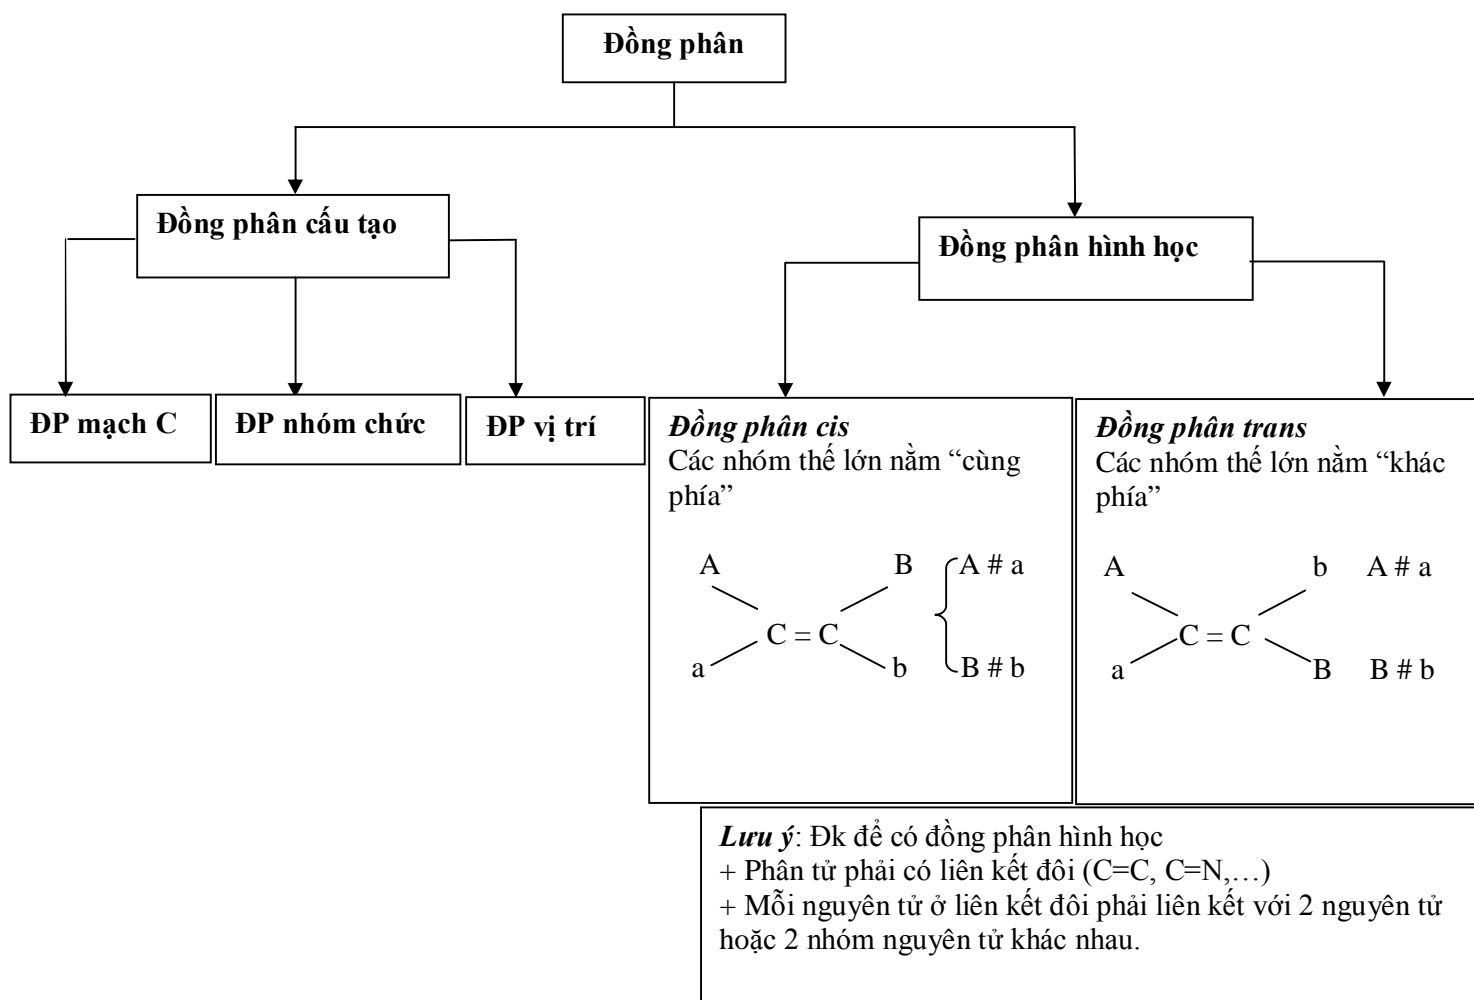 Đồng phân
Đồng phân cấu tạo
Đồng phân hình học
ĐP mạch C
ĐP nhóm chức
ĐP vị trí
Đồng phân cis
Các nhóm thế lớn nằm “cùng
phía”
A B A # a
C = C
a b B # b
Đồng phân trans
Các nhóm thế lớn nằm “khác
phía”
A b A # a
C = C
a B B # b
Lưu ý: Đk để có đồng phân hình học
+ Phân tử phải có liên kết đôi (C=C, C=N,…)
+ Mỗi nguyên tử ở liên kết đôi phải liên kết với 2 nguyên tử
hoặc 2 nhóm nguyên tử khác nhau.